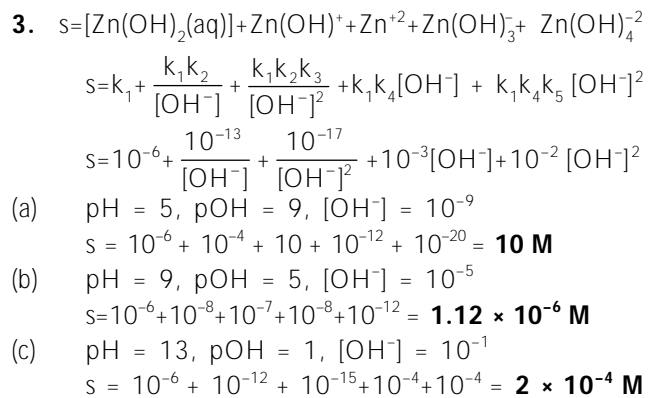 3. s=[Zn(OH)₂(aq)]+Zn(OH)⁺+Zn⁺²+Zn(OH)₃⁻+ Zn(OH)₄⁻²
s=k₁+ k₁k₂/[OH⁻] + k₁k₂k₃/[OH⁻]² +k₁k₄[OH⁻] + k₁k₄k₅ [OH⁻]²
s=10⁻⁶+ 10⁻¹³/[OH⁻] + 10⁻¹⁷/[OH⁻]² +10⁻³[OH⁻]+10⁻² [OH⁻]²
(a) pH = 5, pOH = 9, [OH⁻] = 10⁻⁹
s = 10⁻⁶ + 10⁻⁴ + 10 + 10⁻¹² + 10⁻²⁰ = 10 M
(b) pH = 9, pOH = 5, [OH⁻] = 10⁻⁵
s=10⁻⁶+10⁻⁸+10⁻⁷+10⁻⁸+10⁻¹² = 1.12 × 10⁻⁶ M
(c) pH = 13, pOH = 1, [OH⁻] = 10⁻¹
s = 10⁻⁶ + 10⁻¹² + 10⁻¹⁵+10⁻⁴+10⁻⁴ = 2 × 10⁻⁴ M